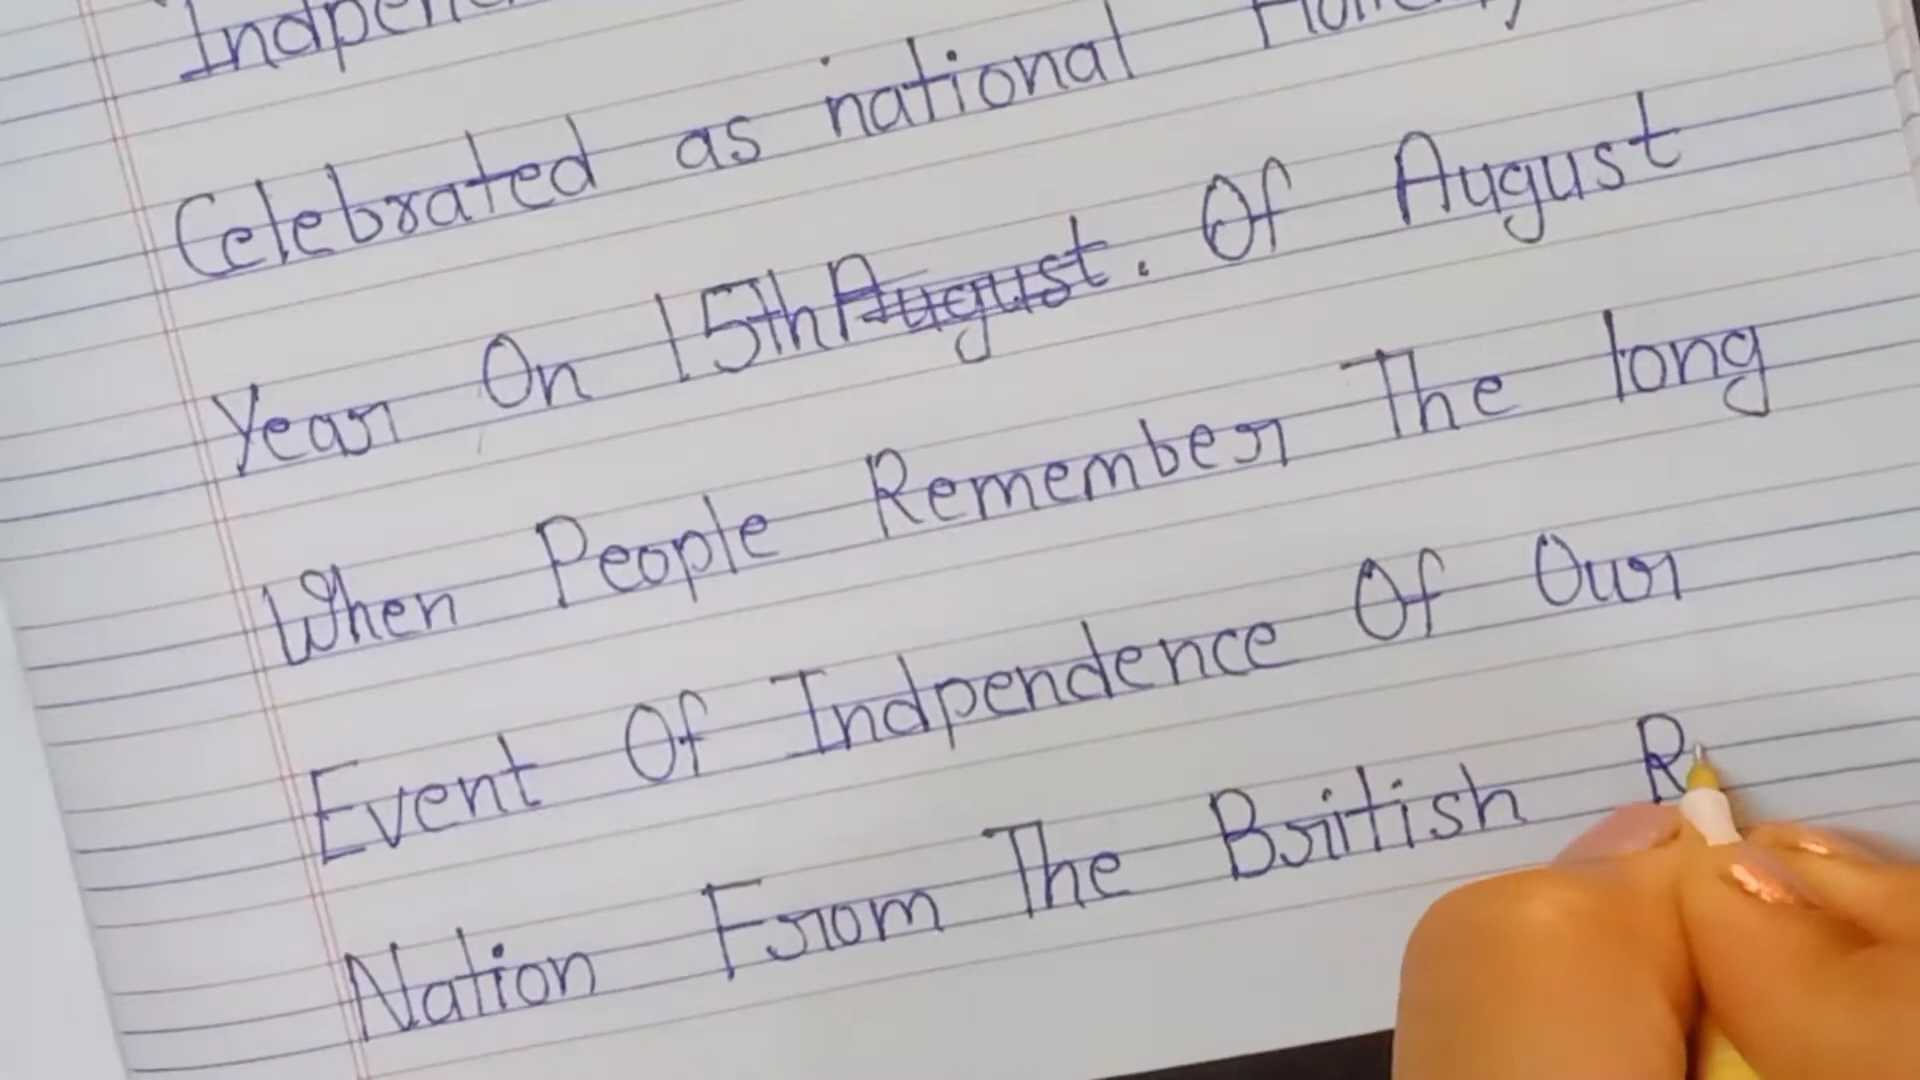 Celebrated as national
Year On 15th August. Of August
When People Remember The long
Event Of Indpendence Of Our
Nation From The British R